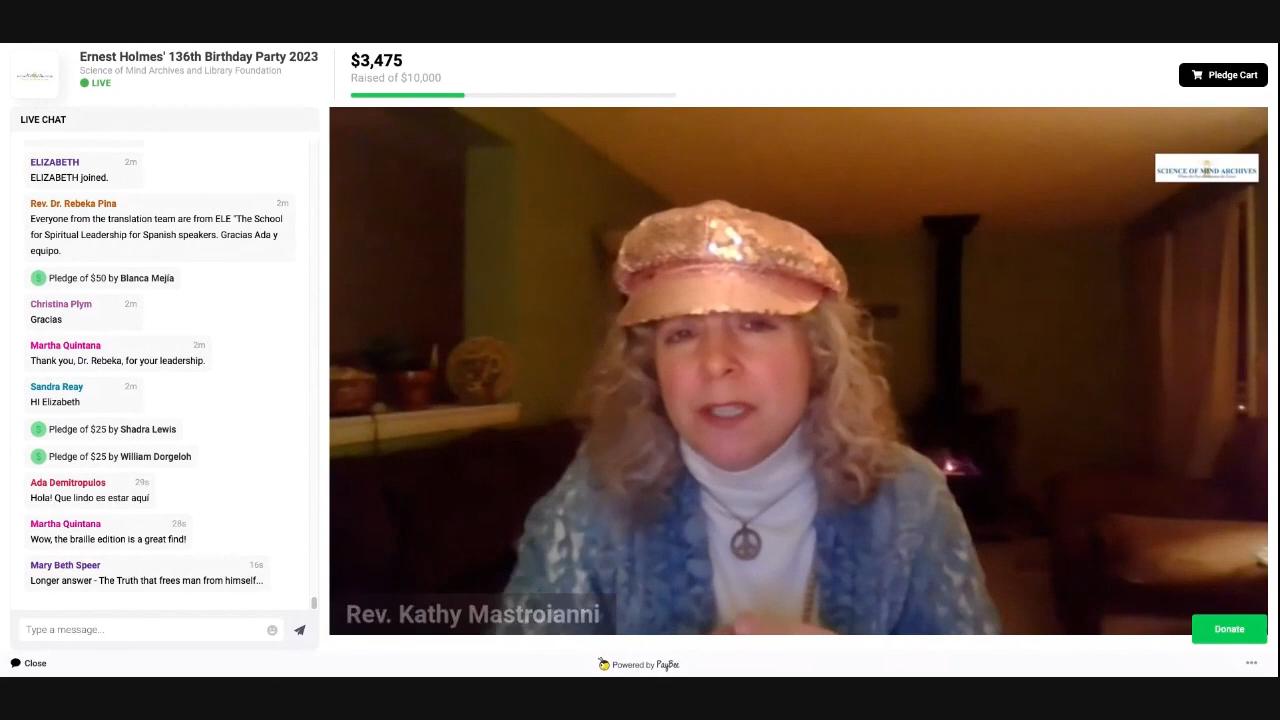 Ernest Holmes' 136th Birthday Party 2023
Science of Mind Archives and Library Foundation
LIVE
$3,475
Raised of $10,000
Pledge Cart
LIVE CHAT
ELIZABETH 2m
ELIZABETH joined.
Rev. Dr. Rebeka Pina 2m
Everyone from the translation team are from ELE "The School
for Spiritual Leadership for Spanish speakers. Gracias Ada y
equipo.
Pledge of $50 by Blanca Mejía
Christina Plym 2m
Gracias
Martha Quintana 2m
Thank you, Dr. Rebeka, for your leadership.
Sandra Reay 2m
HI Elizabeth
Pledge of $25 by Shadra Lewis
Pledge of $25 by William Dorgeloh
Ada Demitropulos 29s
Hola! Que lindo es estar aquí
Martha Quintana 28s
Wow, the braille edition is a great find!
Mary Beth Speer 16s
Longer answer - The Truth that frees man from himself...
Type a message...
Close
SCIENCE OF MIND ARCHIVES
Rev. Kathy Mastroianni
Donate
Powered by PayBee